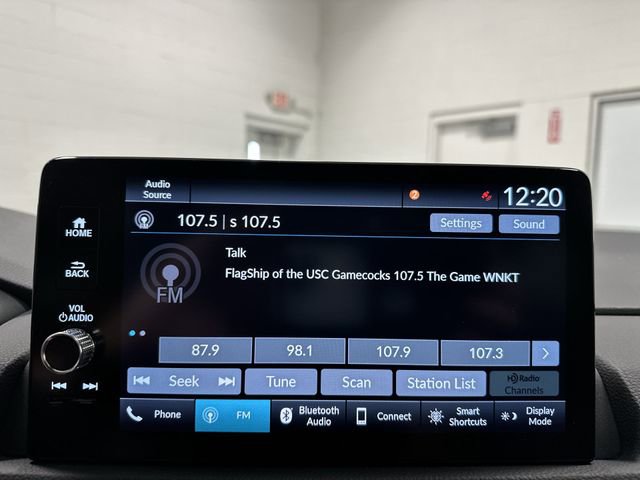 Audio
Source
2
12:20
HOME
107.5 | s 107.5
Settings
Sound
BACK
Talk
FlagShip of the USC Gamecocks 107.5 The Game WNKT
FM
VOL
AUDIO
87.9
98.1
107.9
107.3
Seek
Tune
Scan
Station List
HD Radio
Channels
Phone
FM
Bluetooth
Audio
Connect
Smart
Shortcuts
Display
Mode